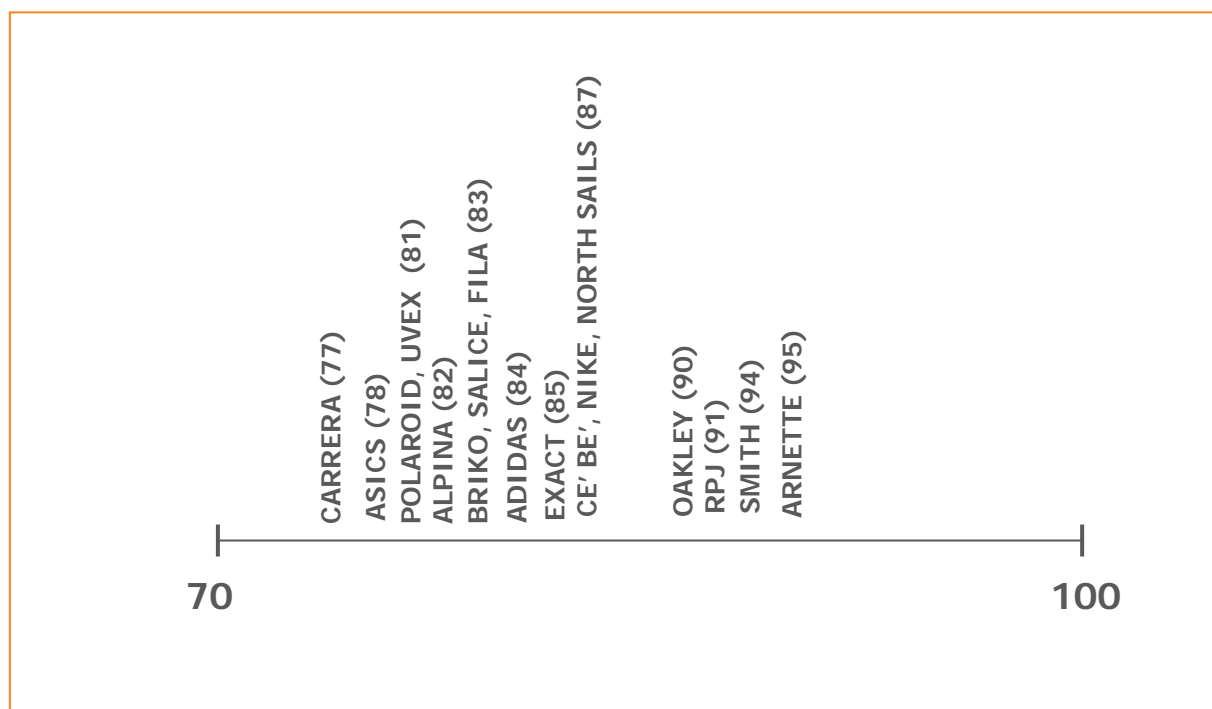 CARRERA (77)
ASICS (78)
POLAROID, UVEX  (81)
ALPINA (82)
BRIKO, SALICE, FILA (83)
ADIDAS (84)
EXACT (85)
CE’ BE’, NIKE, NORTH SAILS (87)
OAKLEY (90)
RPJ (91)
SMITH (94)
ARNETTE (95)
70
100